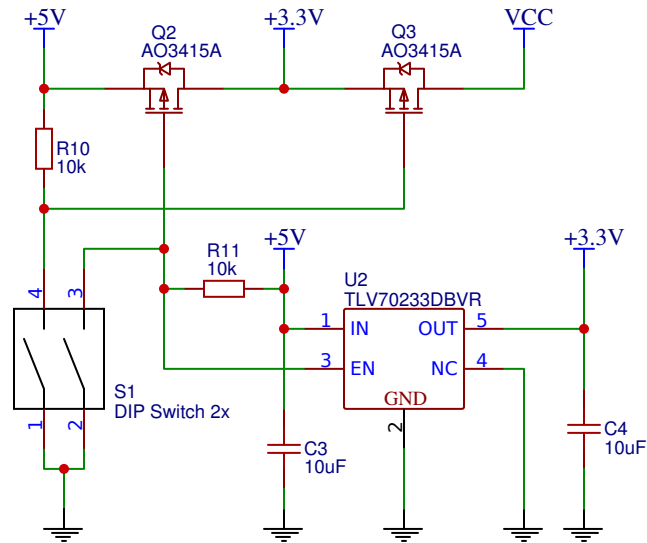 +5V
+3.3V
VCC
Q2
AO3415A
Q3
AO3415A
R10
10k
R11
10k
+5V
+3.3V
U2
TLV70233DBVR
4
3
1
IN
OUT
5
3
EN
NC
4
GND
2
S1
DIP Switch 2x
1
2
C3
10uF
C4
10uF